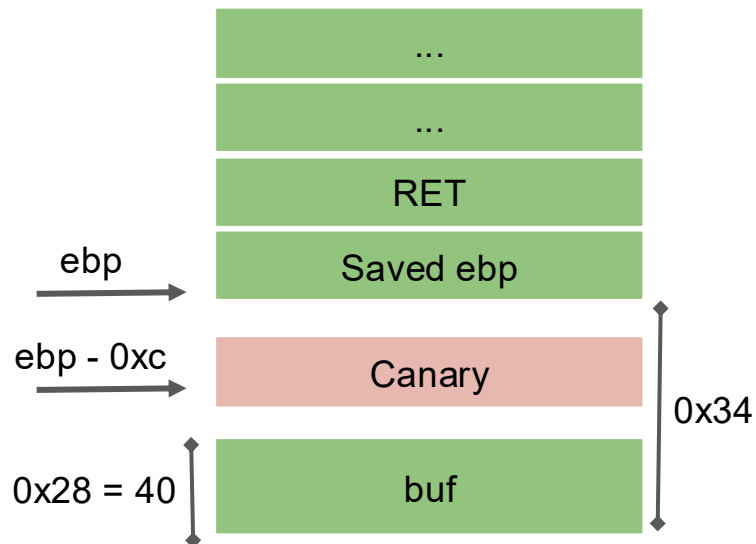 ...
...
RET
ebp
Saved ebp
ebp - 0xc
Canary
0x34
0x28 = 40
buf